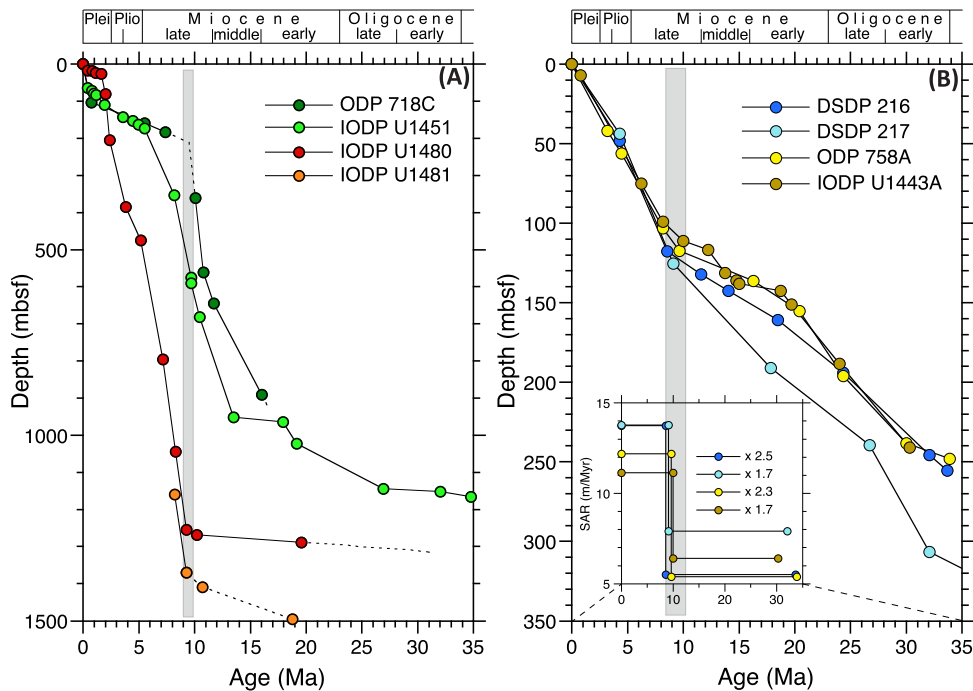 Plei Plio Miocene Oligocene
late middle early late early
Plei Plio Miocene Oligocene
late middle early late early
(A)
ODP 718C
IODP U1451
IODP U1480
IODP U1481
0
500
1000
1500
Depth (mbsf)
0 5 10 15 20 25 30 35
Age (Ma)
(B)
DSDP 216
DSDP 217
ODP 758A
IODP U1443A
0
50
100
150
200
250
300
350
Depth (mbsf)
15
10
5
SAR (m/Myr)
x 2.5
x 1.7
x 2.3
x 1.7
0 10 20 30
0 5 10 15 20 25 30 35
Age (Ma)